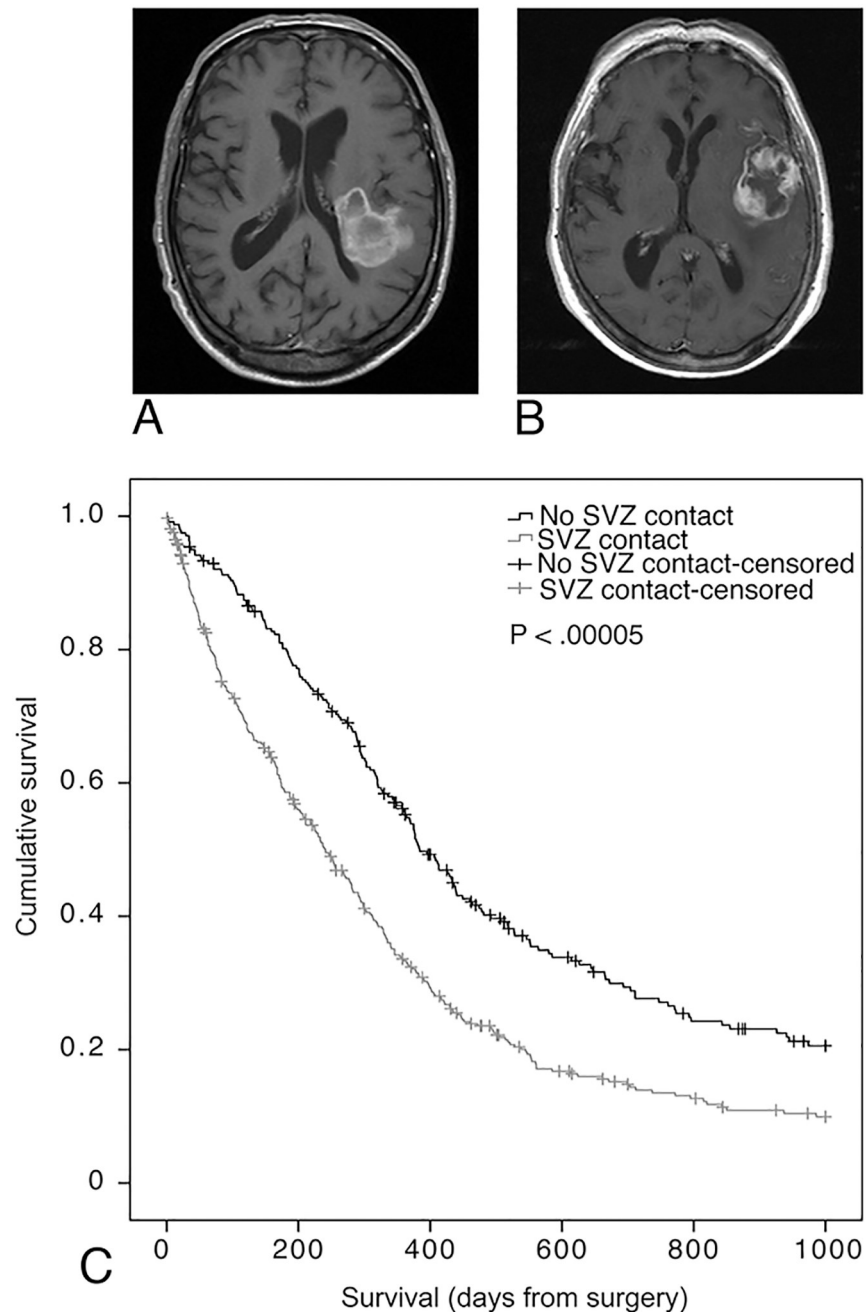 A
B
No SVZ contact
SVZ contact
No SVZ contact-censored
SVZ contact-censored
P < .00005
1.0
0.8
0.6
0.4
0.2
0
Cumulative survival
0
200
400
600
800
1000
C
Survival (days from surgery)